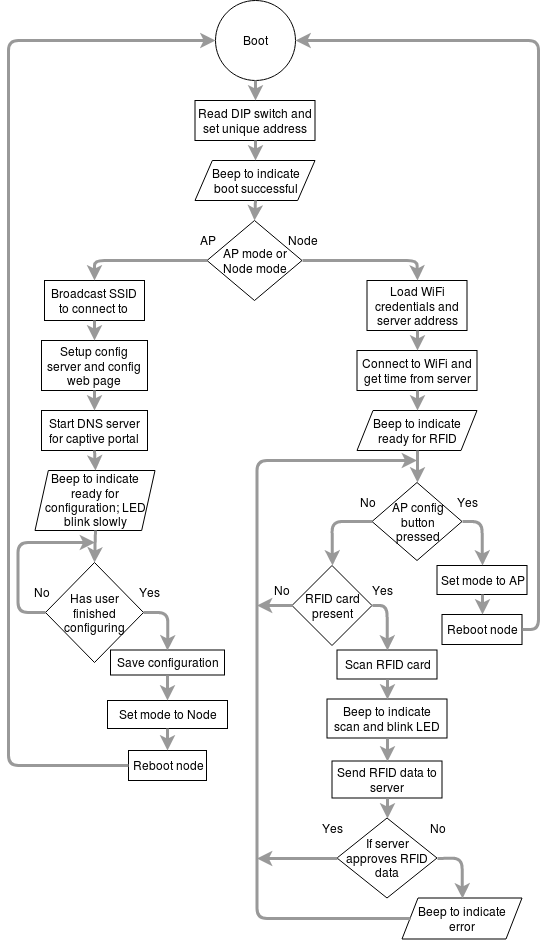 Boot
Read DIP switch and
set unique address
Beep to indicate
boot successful
AP
Node
AP mode or
Node mode
Broadcast SSID
to connect to
Setup config
server and config
web page
Start DNS server
for captive portal
Beep to indicate
ready for
configuration; LED
blink slowly
No
Yes
Has user
finished
configuring
Save configuration
Set mode to Node
Reboot node
Load WiFi
credentials and
server address
Connect to WiFi and
get time from server
Beep to indicate
ready for RFID
No
Yes
AP config
button
pressed
Set mode to AP
Reboot node
No
Yes
RFID card
present
Scan RFID card
Beep to indicate
scan and blink LED
Send RFID data to
server
Yes
No
If server
approves RFID
data
Beep to indicate
error